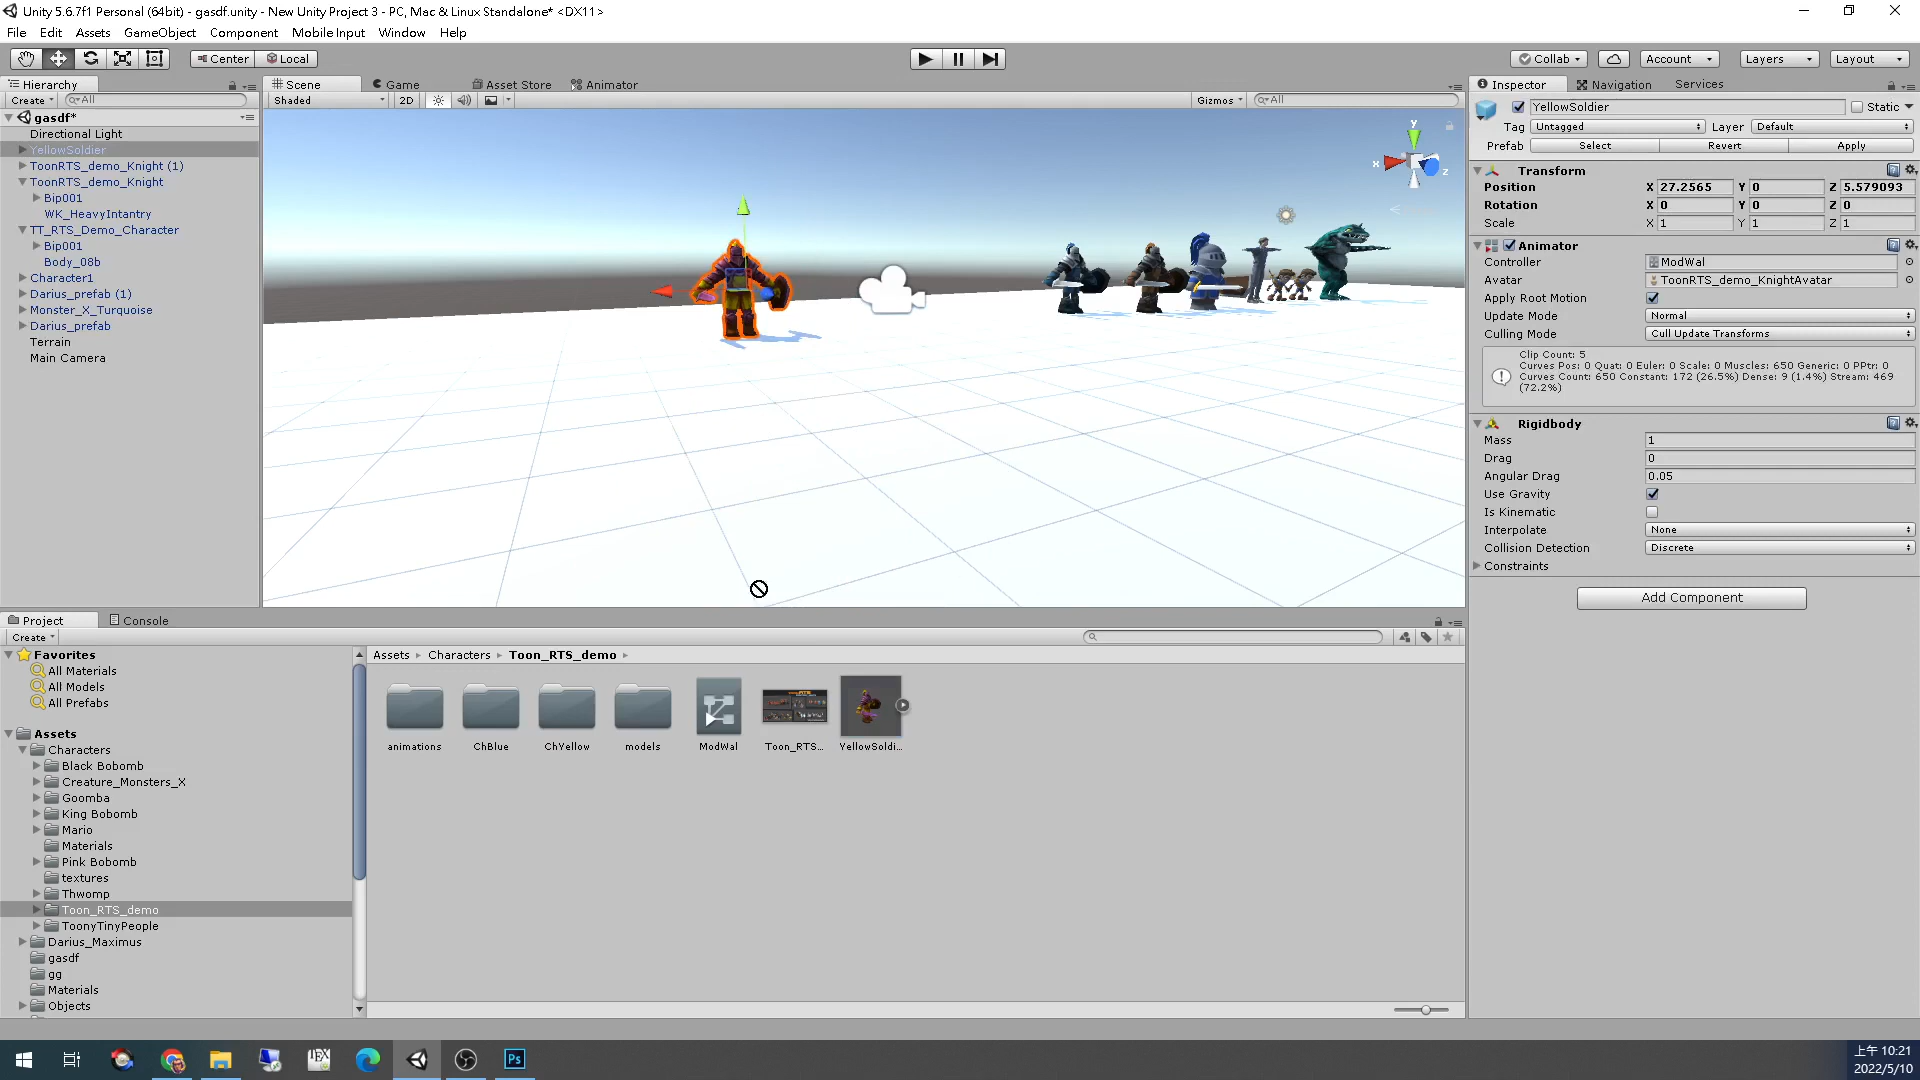 Unity 5.6.7f1 Personal (64bit) - gasdf.unity - New Unity Project 3 - PC, Mac & Linux Standalone* <DX11>
File Edit Assets GameObject Component Mobile Input Window Help
Center Local
Collab Account Layers Layout
Hierarchy
Create All
gasdf*
Directional Light
YellowSoldier
ToonRTS_demo_Knight (1)
ToonRTS_demo_Knight
Bip001
WK_HeavyIntantry
TT_RTS_Demo_Character
Bip001
Body_08b
Character1
Darius_prefab (1)
Monster_X_Turquoise
Darius_prefab
Terrain
Main Camera
Scene Game Asset Store Animator
Shaded 2D Gizmos All
y
x
z
Inspector Navigation Services
YellowSoldier Static
Tag Untagged Layer Default
Prefab Select Revert Apply
Transform
Position X 27.2565 Y 0 Z 5.579093
Rotation X 0 Y 0 Z 0
Scale X 1 Y 1 Z 1
Animator
Controller ModWal
Avatar ToonRTS_demo_KnightAvatar
Apply Root Motion
Update Mode Normal
Culling Mode Cull Update Transforms
Clip Count: 5
Curves Pos: 0 Quat: 0 Euler: 0 Scale: 0 Muscles: 650 Generic: 0 PPtr: 0
Curves Count: 650 Constant: 172 (26.5%) Dense: 9 (1.4%) Stream: 469
(72.2%)
Rigidbody
Mass 1
Drag 0
Angular Drag 0.05
Use Gravity
Is Kinematic
Interpolate None
Collision Detection Discrete
Constraints
Add Component
Project Console
Create
Favorites
All Materials
All Models
All Prefabs
Assets
Characters
Black Bobomb
Creature_Monsters_X
Goomba
King Bobomb
Mario
Materials
Pink Bobomb
textures
Thwomp
Toon_RTS_demo
ToonyTinyPeople
Darius_Maximus
gasdf
gg
Materials
Objects
Assets Characters Toon_RTS_demo
animations ChBlue ChYellow models ModWal Toon_RTS... YellowSoldi...
TEX
Ps
上午 10:21
2022/5/10